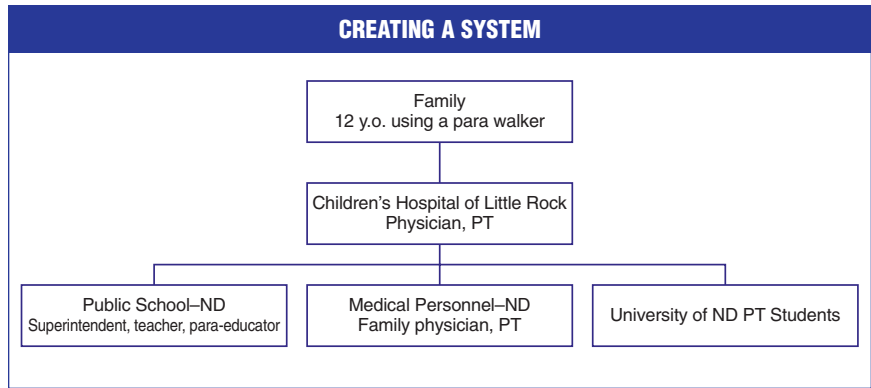 CREATING A SYSTEM
Family
12 y.o. using a para walker
Children’s Hospital of Little Rock
Physician, PT
Public School–ND
Superintendent, teacher, para-educator
Medical Personnel–ND
Family physician, PT
University of ND PT Students